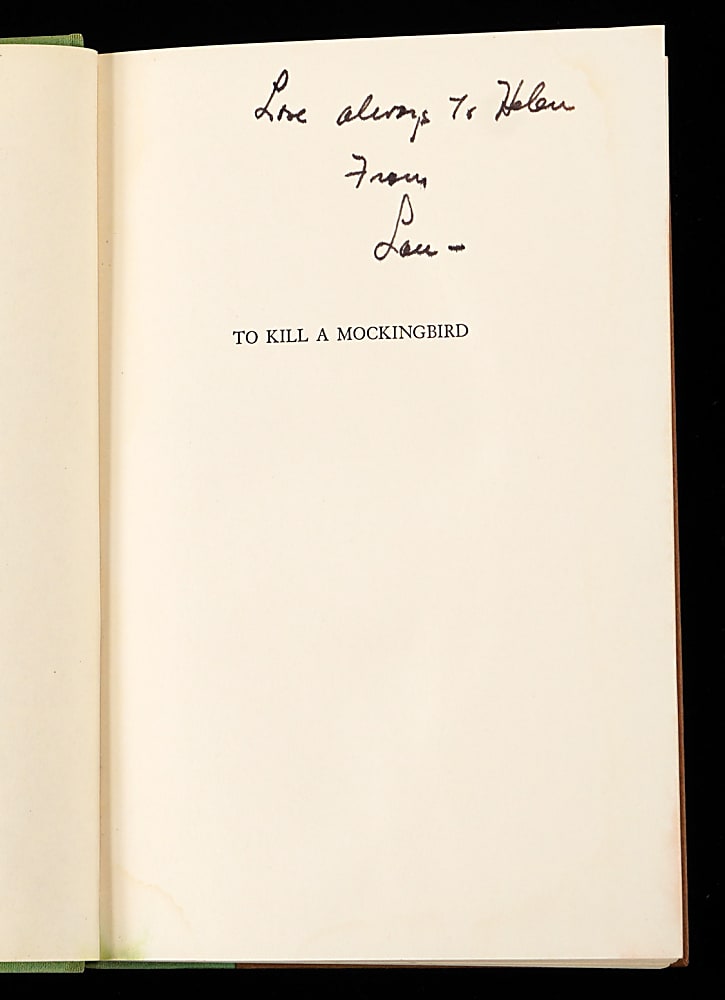 Love always to Helen
From
Lou -
TO KILL A MOCKINGBIRD